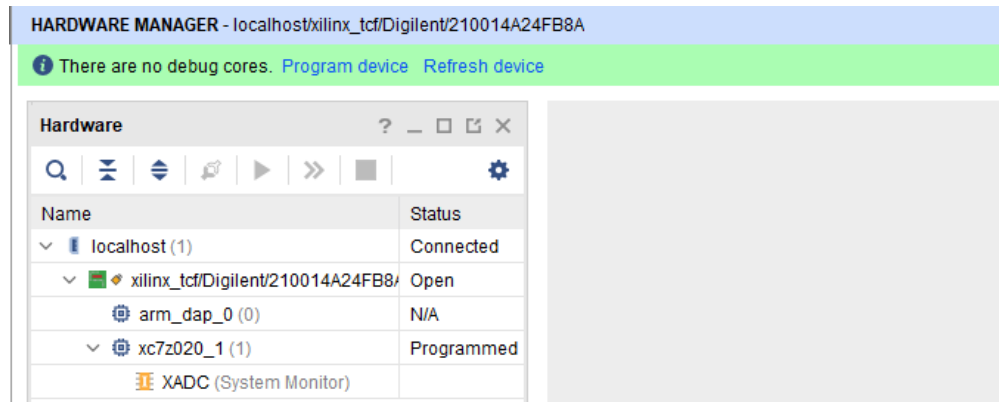 HARDWARE MANAGER - localhost/xilinx_tcf/Digilent/210014A24FB8A
There are no debug cores. Program device Refresh device
Hardware
Name Status
localhost (1) Connected
xilinx_tcf/Digilent/210014A24FB8A Open
arm_dap_0 (0) N/A
xc7z020_1 (1) Programmed
XADC (System Monitor)